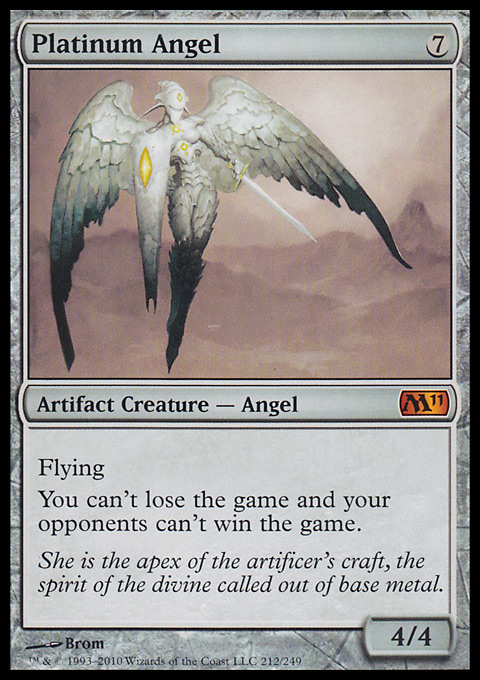 Platinum Angel 7
Artifact Creature — Angel M11
Flying
You can't lose the game and your
opponents can't win the game.
She is the apex of the artificer's craft, the
spirit of the divine called out of base metal.
4/4
Brom
™ & © 1993–2010 Wizards of the Coast LLC 212/249